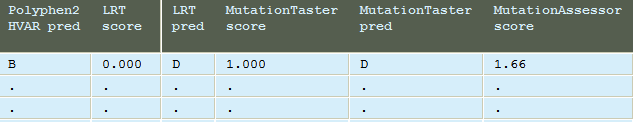 Polyphen2 LRT LRT MutationTaster MutationTaster MutationAssessor
HVAR pred score pred score pred score
B 0.000 D 1.000 D 1.66
. . . . . .
. . . . . .